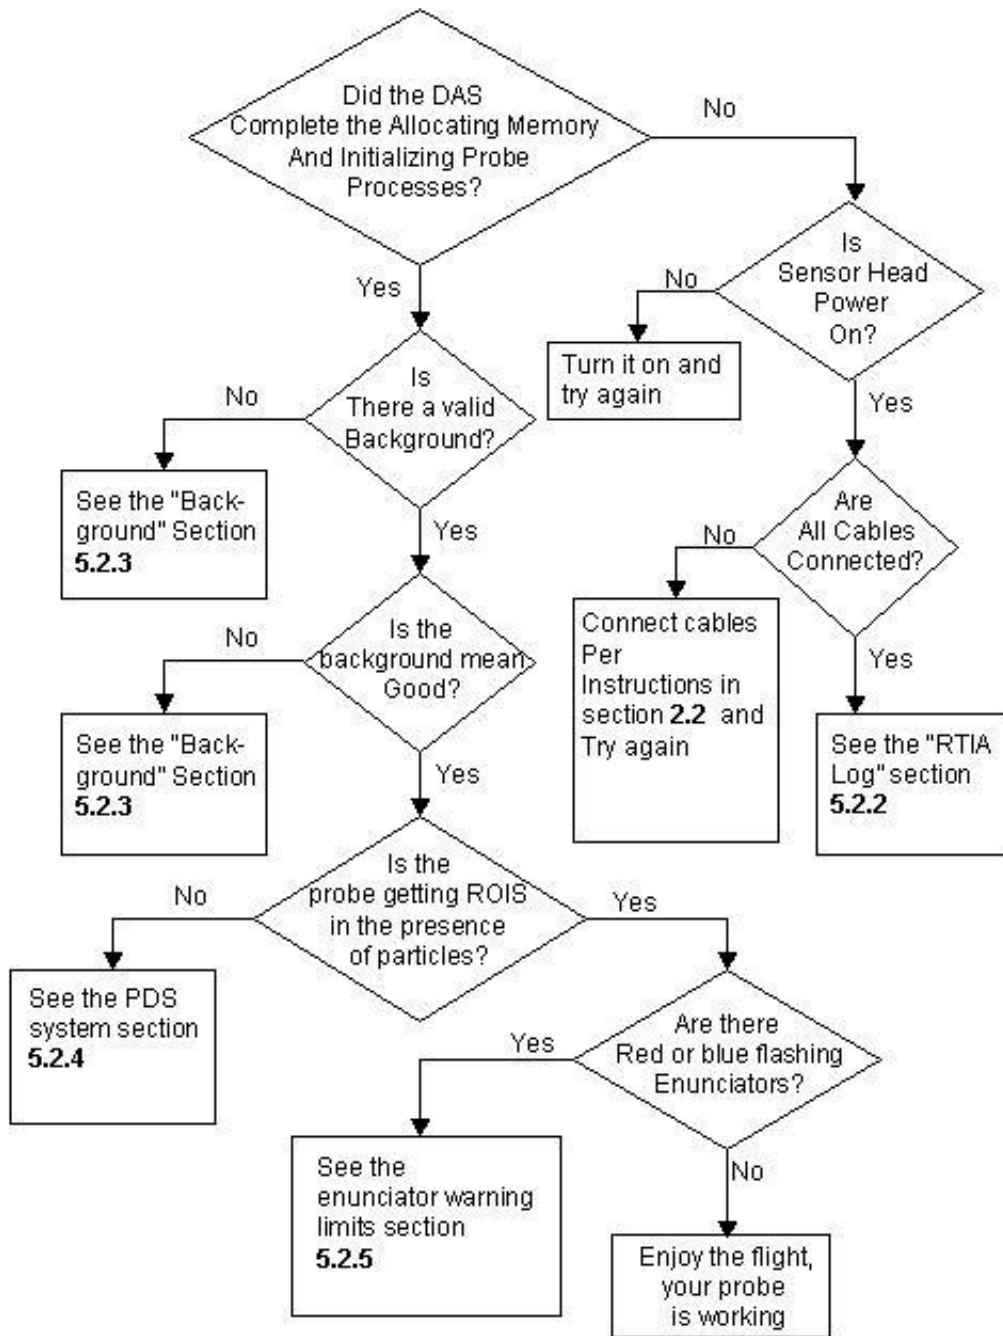 Did the DAS
Complete the Allocating Memory
And Initializing Probe
Processes?
No
Yes
Is
Sensor Head
Power
On?
No
Turn it on and
try again
Yes
Is
There a valid
Background?
No
See the "Back-
ground" Section
5.2.3
Yes
Are
All Cables
Connected?
No
Connect cables
Per
Instructions in
section 2.2 and
Try again
Yes
See the "RTIA
Log" section
5.2.2
Is the
background mean
Good?
No
See the "Back-
ground" Section
5.2.3
Yes
Is the
probe getting ROIS
in the presence
of particles?
No
See the PDS
system section
5.2.4
Yes
Are there
Red or blue flashing
Enunciators?
Yes
See the
enunciator warning
limits section
5.2.5
No
Enjoy the flight,
your probe
is working